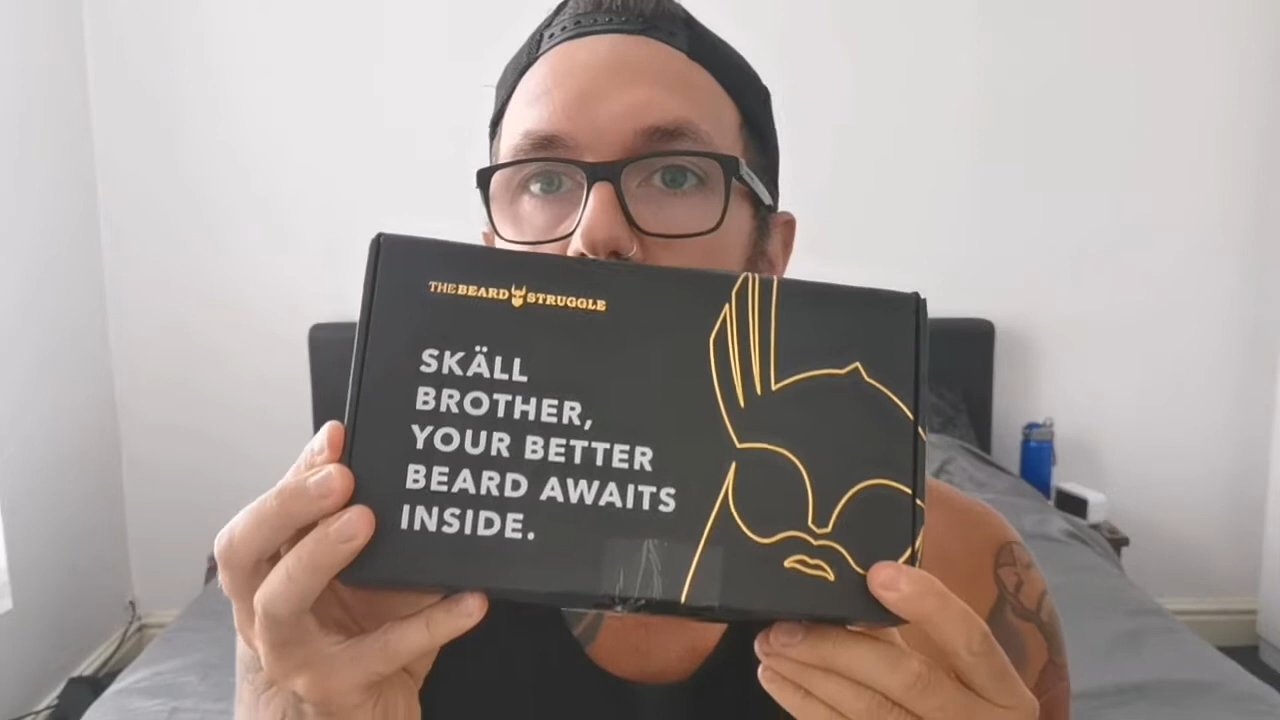 THE BEARD STRUGGLE
SKÄLL
BROTHER,
YOUR BETTER
BEARD AWAITS
INSIDE.